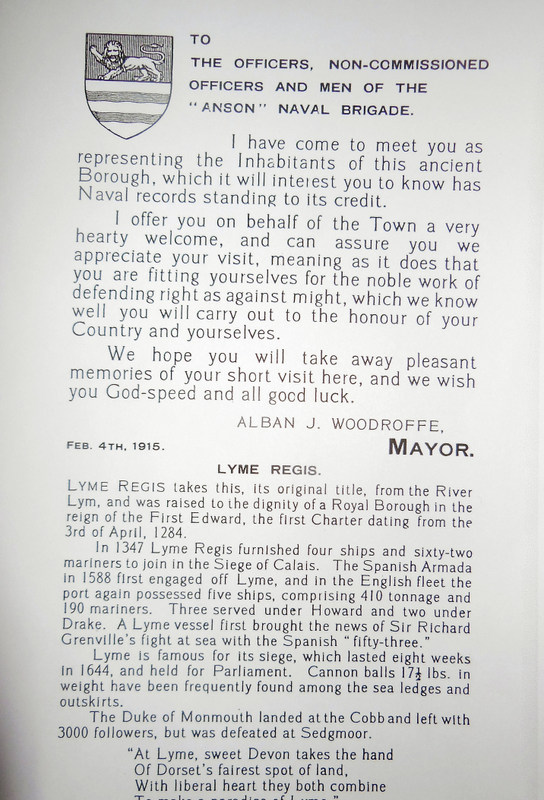 TO
THE OFFICERS, NON-COMMISSIONED
OFFICERS AND MEN OF THE
"ANSON" NAVAL BRIGADE.
I have come to meet you as
representing the Inhabitants of this ancient
Borough, which it will interest you to know has
Naval records standing to its credit.
I offer you on behalf of the Town a very
hearty welcome, and can assure you we
appreciate your visit, meaning as it does that
you are fitting yourselves for the noble work of
defending right as against might, which we know
well you will carry out to the honour of your
Country and yourselves.
We hope you will take away pleasant
memories of your short visit here, and we wish
you God-speed and all good luck.
ALBAN J. WOODROFFE,
FEB. 4TH, 1915. MAYOR.
LYME REGIS.
LYME REGIS takes this, its original title, from the River
Lym, and was raised to the dignity of a Royal Borough in the
reign of the First Edward, the first Charter dating from the
3rd of April, 1284.
In 1347 Lyme Regis furnished four ships and sixty-two
mariners to join in the Siege of Calais. The Spanish Armada
in 1588 first engaged off Lyme, and in the English fleet the
port again possessed five ships, comprising 410 tonnage and
190 mariners. Three served under Howard and two under
Drake. A Lyme vessel first brought the news of Sir Richard
Grenville's fight at sea with the Spanish "fifty-three."
Lyme is famous for its siege, which lasted eight weeks
in 1644, and held for Parliament. Cannon balls 17½ lbs. in
weight have been frequently found among the sea ledges and
outskirts.
The Duke of Monmouth landed at the Cobb and left with
3000 followers, but was defeated at Sedgmoor.
"At Lyme, sweet Devon takes the hand
Of Dorset's fairest spot of land,
With liberal heart they both combine
To make a paradise of Lyme."